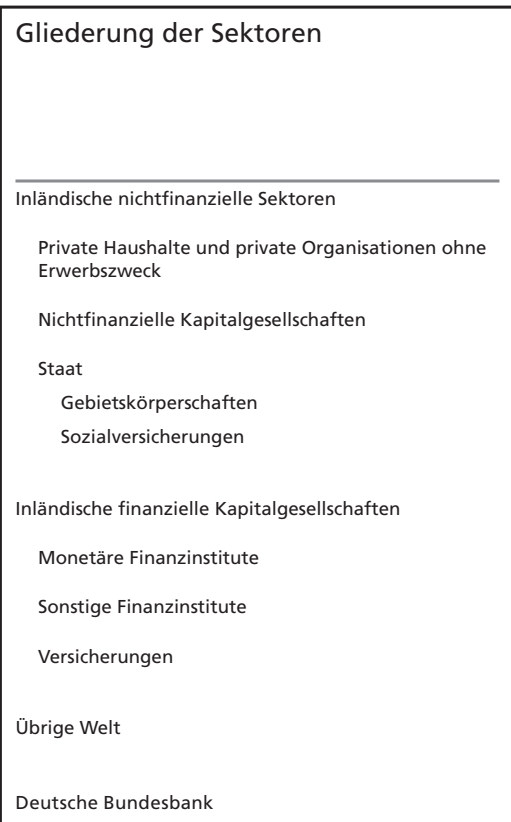 Gliederung der Sektoren
Inländische nichtfinanzielle Sektoren
Private Haushalte und private Organisationen ohne
Erwerbszweck
Nichtfinanzielle Kapitalgesellschaften
Staat
Gebietskörperschaften
Sozialversicherungen
Inländische finanzielle Kapitalgesellschaften
Monetäre Finanzinstitute
Sonstige Finanzinstitute
Versicherungen
Übrige Welt
Deutsche Bundesbank